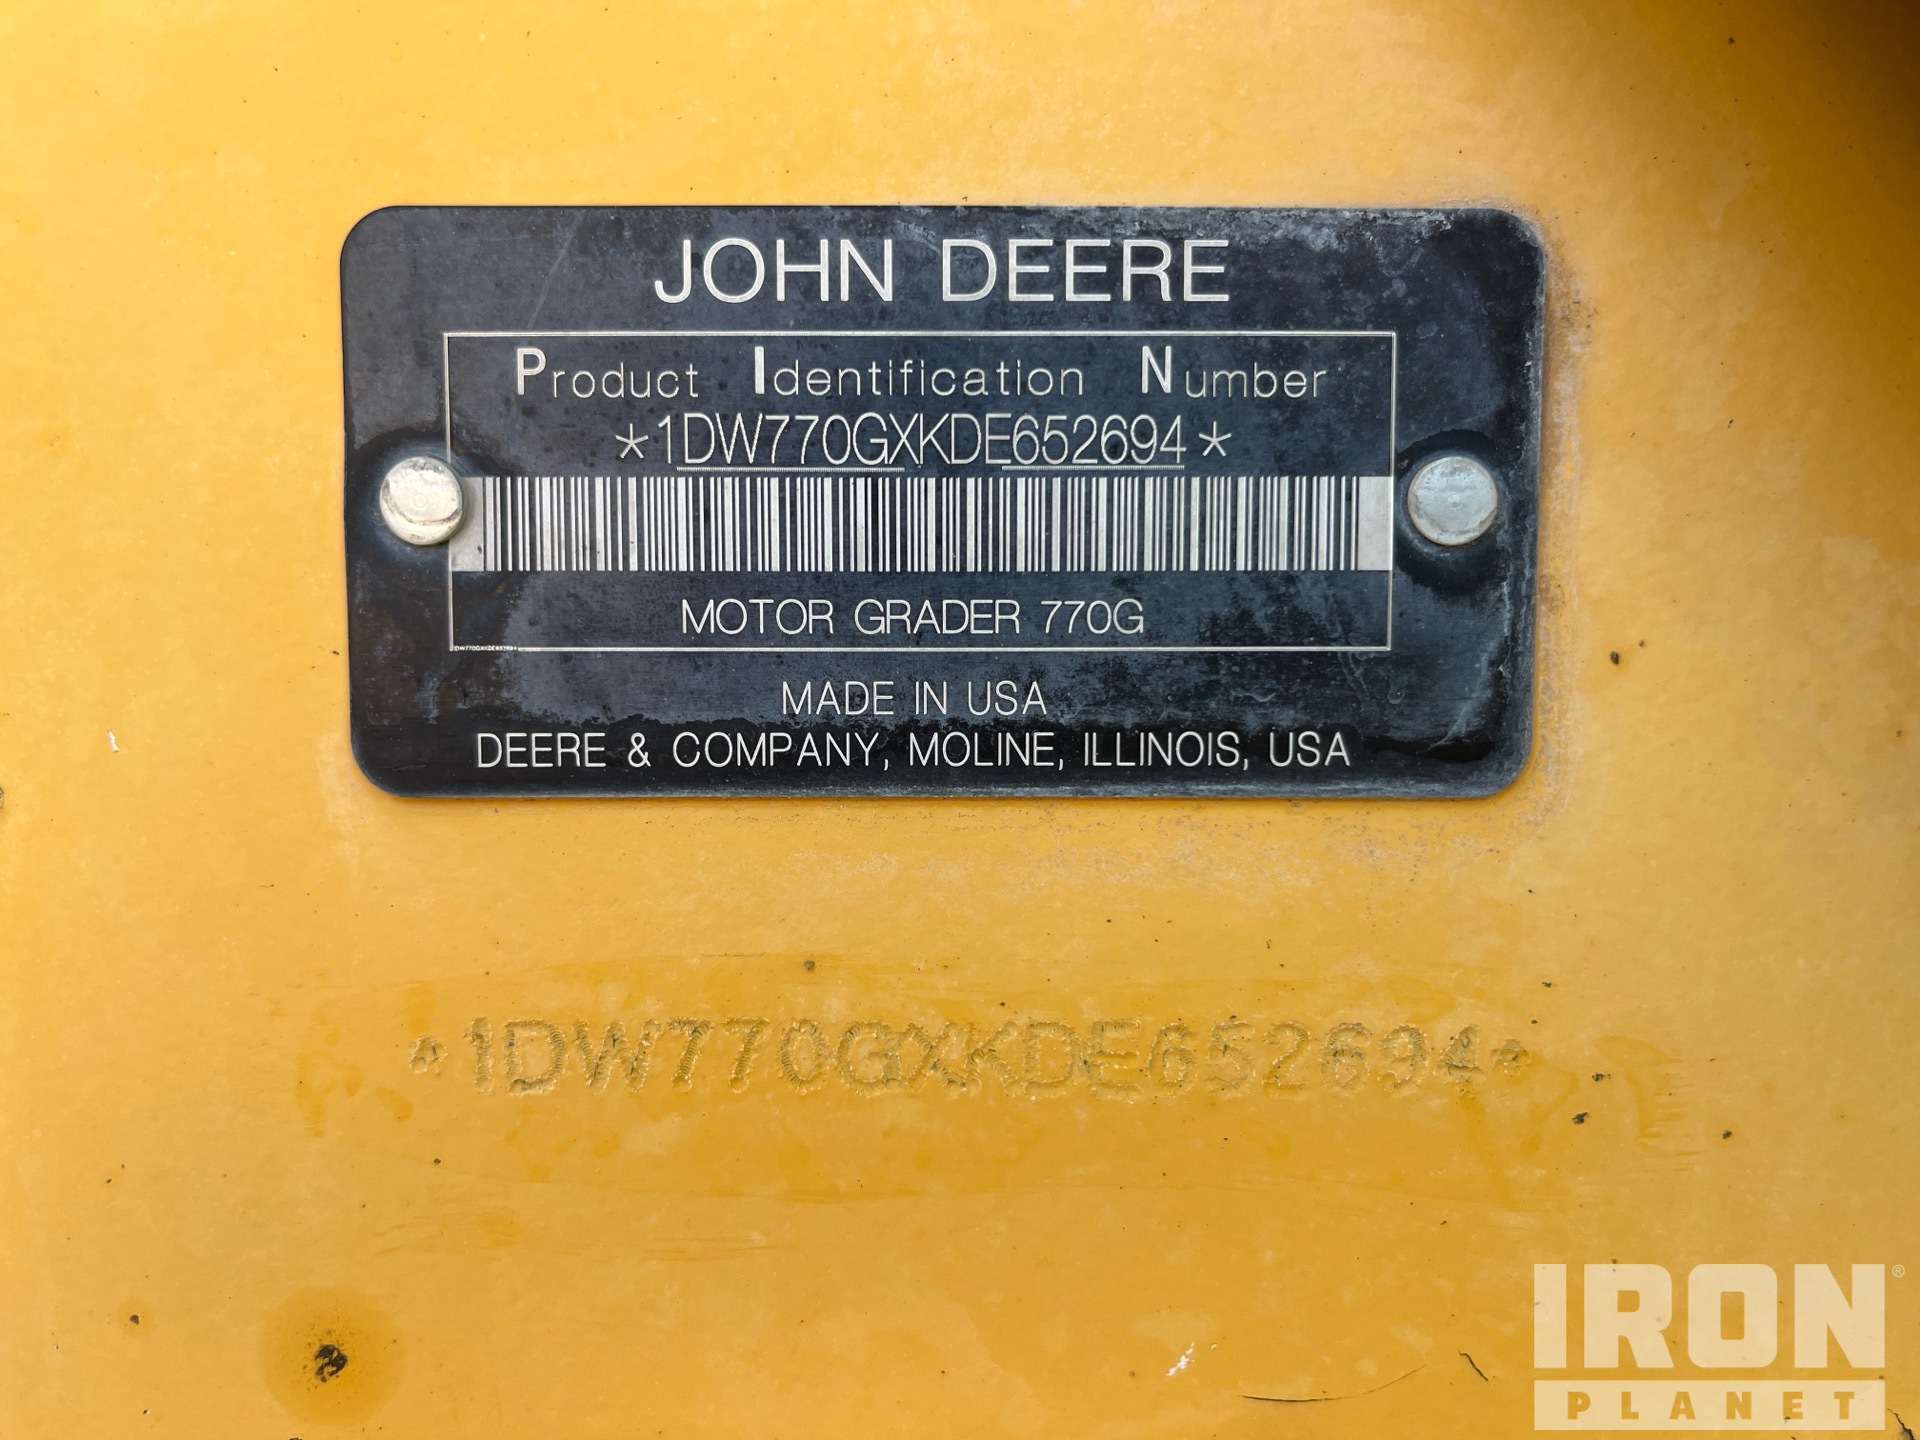 JOHN DEERE
Product Identification Number
*1DW770GXKDE652694*
MOTOR GRADER 770G
1DW770GXKDE652694
MADE IN USA
DEERE & COMPANY, MOLINE, ILLINOIS, USA
*1DW770GXKDE652694*
IRON®
PLANET